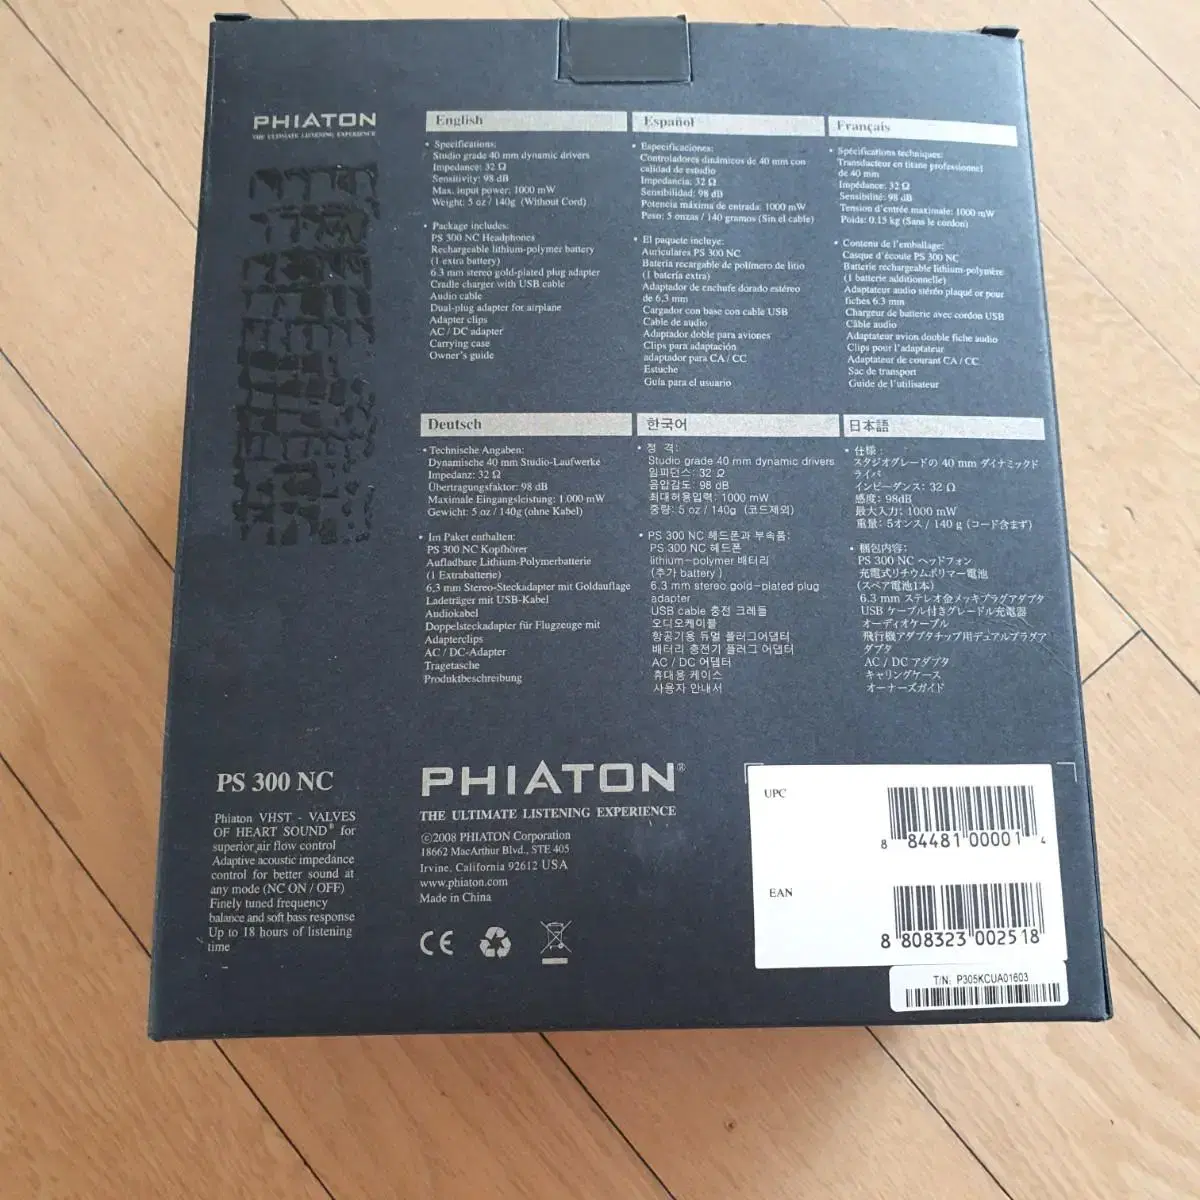 PHIATON
THE ULTIMATE LISTENING EXPERIENCE
English
• Specifications:
Studio grade 40 mm dynamic drivers
Impedance: 32 Ω
Sensitivity: 98 dB
Max. input power: 1000 mW
Weight: 5 oz / 140g (Without Cord)
• Package includes:
PS 300 NC Headphones
Rechargeable lithium-polymer battery
(1 extra battery)
6.3 mm stereo gold-plated plug adapter
Cradle charger with USB cable
Audio cable
Dual-plug adapter for airplane
Adapter clips
AC / DC adapter
Carrying case
Owner's guide
Español
• Especificaciones:
Controladores dinámicos de 40 mm con
calidad de estudio
Impedancia: 32 Ω
Sensibilidad: 98 dB
Potencia máxima de entrada: 1000 mW
Peso: 5 onzas / 140 gramos (Sin el cable)
• El paquete incluye:
Auriculares PS 300 NC
Batería recargable de polímero de litio
(1 batería extra)
Adaptador de enchufe dorado estéreo
de 6.3 mm
Cargador con base con cable USB
Cable de audio
Adaptador doble para aviones
Clips para adaptación
adaptador para CA / CC
Estuche
Guía para el usuario
Français
• Spécifications techniques:
Transducteur en titane professionnel
de 40 mm
Impédance: 32 Ω
Sensibilité: 98 dB
Tension d'entrée maximale: 1000 mW
Poids: 0.15 kg (Sans le cordon)
• Contenu de l'emballage:
Casque d'écoute PS 300 NC
Batterie rechargeable lithium-polymère
(1 batterie additionnelle)
Adaptateur audio stéréo plaqué or pour
fiches 6.3 mm
Chargeur de batterie avec cordon USB
Câble audio
Adaptateur avion double fiche audio
Clips pour l'adaptateur
Adaptateur de courant CA / CC
Sac de transport
Guide de l'utilisateur
Deutsch
• Technische Angaben:
Dynamische 40 mm Studio-Laufwerke
Impedanz: 32 Ω
Übertragungsfaktor: 98 dB
Maximale Eingangsleistung: 1.000 mW
Gewicht: 5 oz / 140g (ohne Kabel)
• Im Paket enthalten:
PS 300 NC Kopfhörer
Aufladbare Lithium-Polymerbatterie
(1 Extrabatterie)
6,3 mm Stereo-Steckadapter mit Goldauflage
Ladeträger mit USB-Kabel
Audiokabel
Doppelsteckadapter für Flugzeuge mit
Adapterclips
AC / DC-Adapter
Tragetasche
Produktbeschreibung
한국어
• 정 격:
Studio grade 40 mm dynamic drivers
임피던스: 32 Ω
음압감도: 98 dB
최대허용입력: 1000 mW
중량: 5 oz / 140g (코드제외)
• PS 300 NC 헤드폰과 부속품:
PS 300 NC 헤드폰
lithium-polymer 배터리
(추가 battery )
6.3 mm stereo gold-plated plug
adapter
USB cable 충전 크레들
오디오케이블
항공기용 듀얼 플러그어댑터
배터리 충전기 플러그 어댑터
AC / DC 어댑터
휴대용 케이스
사용자 안내서
日本語
• 仕様 :
スタジオグレードの 40 mm ダイナミックド
ライバ
インピーダンス: 32 Ω
感度: 98dB
最大入力: 1000 mW
重量: 5オンス / 140 g (コード含まず)
• 梱包内容:
PS 300 NC ヘッドフォン
充電式リチウムポリマー電池
(スペア電池1本)
6.3 mm ステレオ金メッキプラグアダプタ
USB ケーブル付きグレードル充電器
オーディオケーブル
飛行機アダプタチップ用デュアルプラグア
ダプタ
AC / DC アダプタ
キャリングケース
オーナーズガイド
PS 300 NC
Phiaton VHST - VALVES
OF HEART SOUND® for
superior air flow control
Adaptive acoustic impedance
control for better sound at
any mode (NC ON / OFF)
Finely tuned frequency
balance and soft bass response
Up to 18 hours of listening
time
PHIATON®
THE ULTIMATE LISTENING EXPERIENCE
©2008 PHIATON Corporation
18662 MacArthur Blvd., STE 405
Irvine, California 92612 USA
www.phiaton.com
Made in China
CE
UPC
8 84481 00001 4
EAN
8 808323 002518
T/N: P305KCUA01603